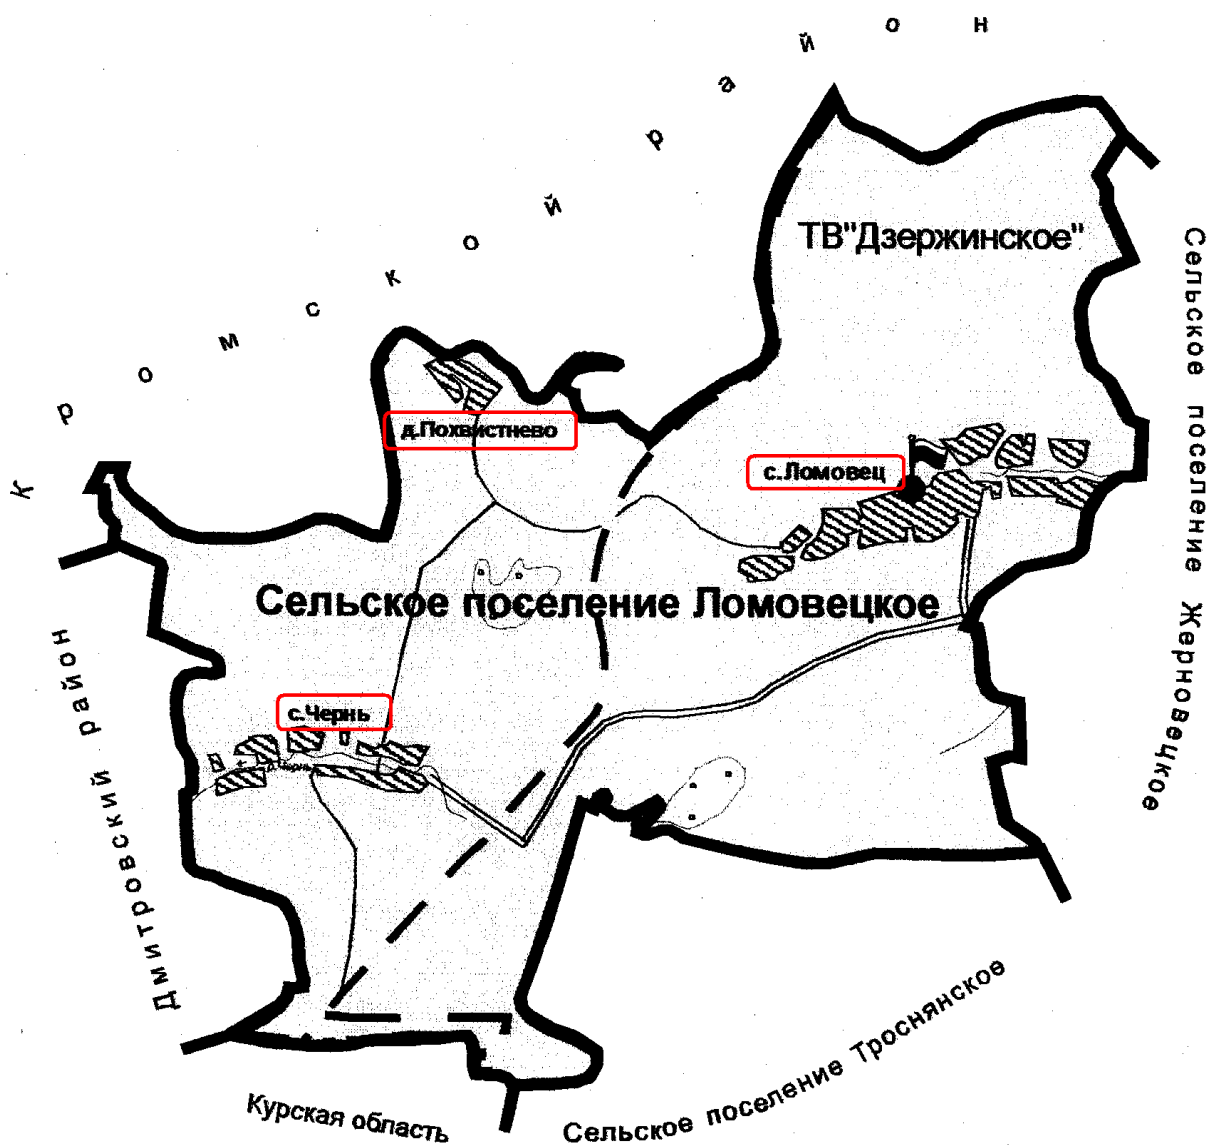 Кромской район
ТВ"Дзержинское"
д.Похвистнево
с.Ломовец
Сельское поселение Жерновецкое
Сельское поселение Ломовецкое
с.Чернь
Дмитровский район
Сельское поселение Троснянское
Курская область